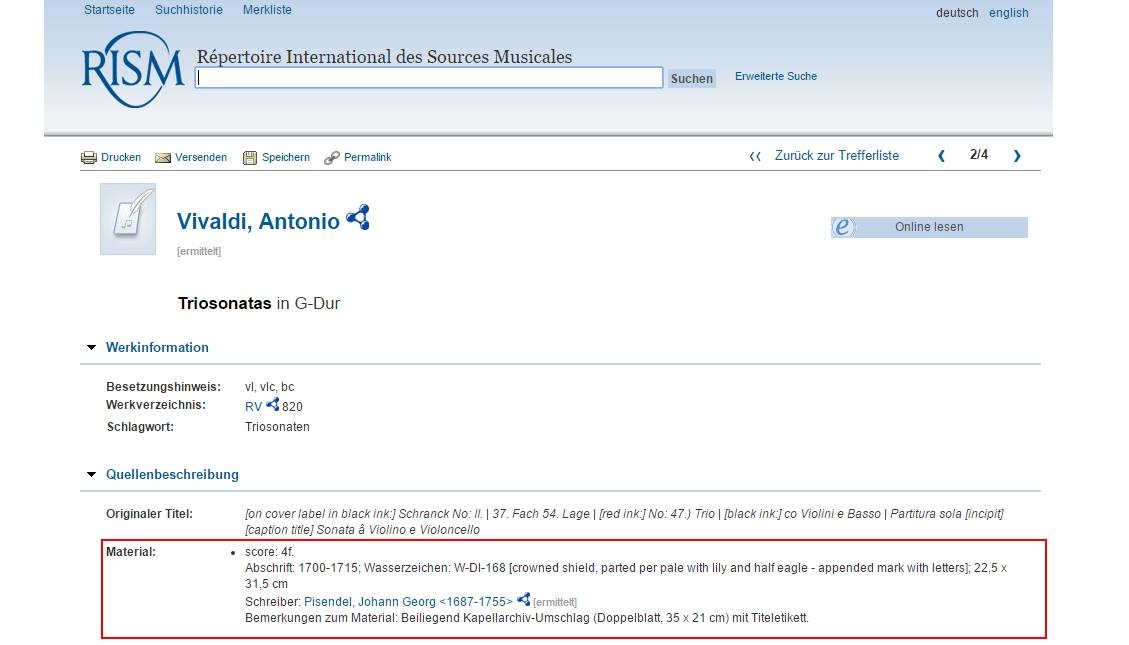 Startseite Suchhistorie Merkliste deutsch english
RISM
Répertoire International des Sources Musicales
Suchen Erweiterte Suche
Drucken Versenden Speichern Permalink ‹‹ Zurück zur Trefferliste ‹ 2/4 ›
Vivaldi, Antonio
e Online lesen
[ermittelt]
Triosonatas in G-Dur
Werkinformation
Besetzungshinweis: vl, vlc, bc
Werkverzeichnis: RV 820
Schlagwort: Triosonaten
Quellenbeschreibung
Originaler Titel: [on cover label in black ink:] Schranck No: II. | 37. Fach 54. Lage | [red ink:] No: 47.) Trio | [black ink:] co Violini e Basso | Partitura sola [incipit]
[caption title] Sonata â Violino e Violoncello
Material: • score: 4f.
Abschrift: 1700-1715; Wasserzeichen: W-Dl-168 [crowned shield, parted per pale with lily and half eagle - appended mark with letters]; 22,5 x
31,5 cm
Schreiber: Pisendel, Johann Georg <1687-1755> [ermittelt]
Bemerkungen zum Material: Beiliegend Kapellarchiv-Umschlag (Doppelblatt, 35 x 21 cm) mit Titeletikett.